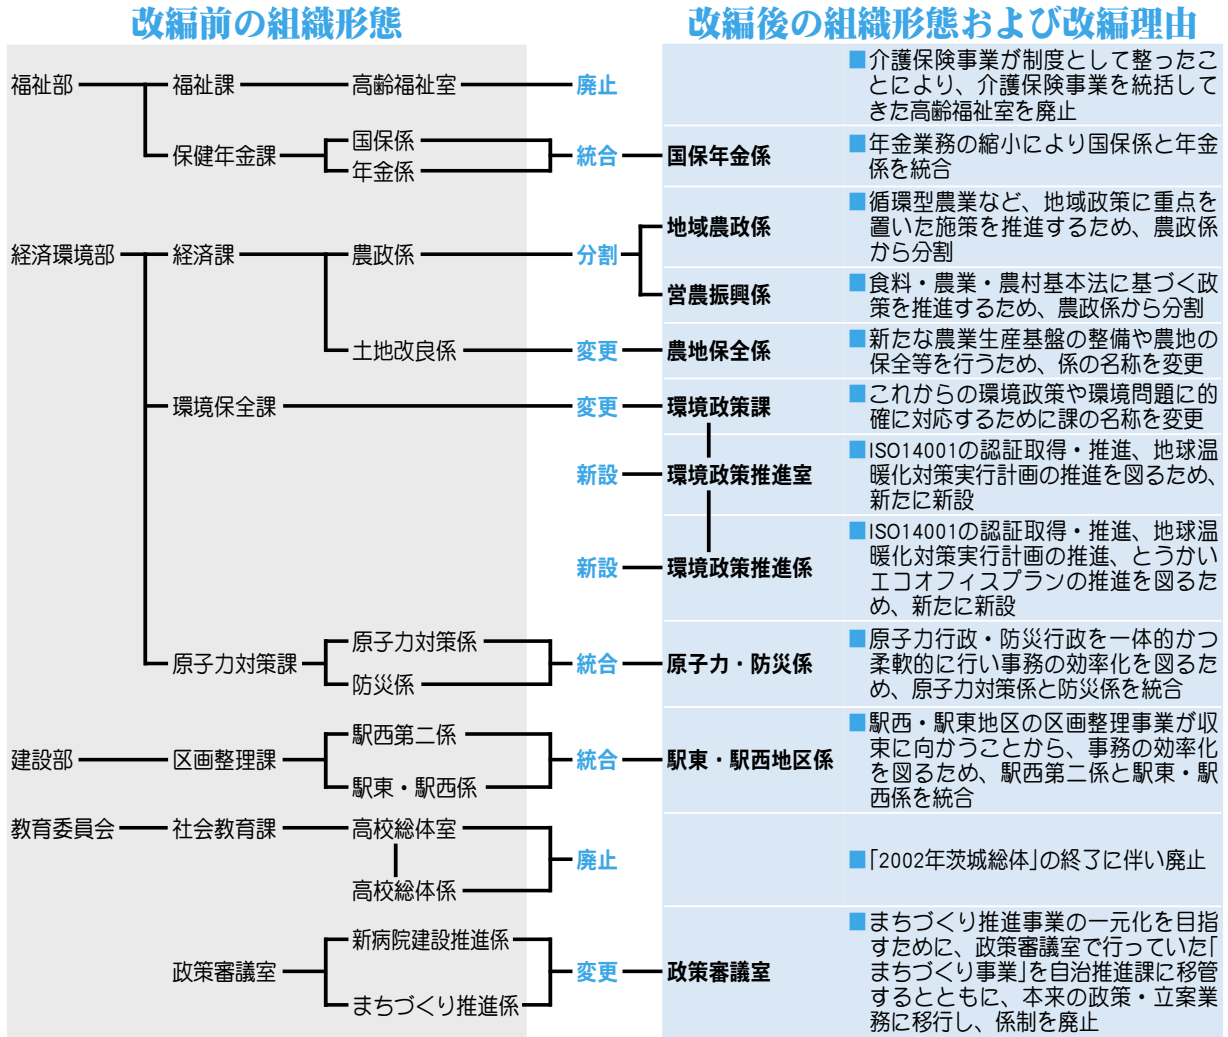 改編前の組織形態
改編後の組織形態および改編理由
福祉部
福祉課
高齢福祉室
廃止
■介護保険事業が制度として整ったこ
とにより、介護保険事業を統括して
きた高齢福祉室を廃止
保健年金課
国保係
年金係
統合
国保年金係
■年金業務の縮小により国保係と年金
係を統合
経済環境部
経済課
農政係
分割
地域農政係
■循環型農業など、地域政策に重点を
置いた施策を推進するため、農政係
から分割
営農振興係
■食料・農業・農村基本法に基づく政
策を推進するため、農政係から分割
土地改良係
変更
農地保全係
■新たな農業生産基盤の整備や農地の
保全等を行うため、係の名称を変更
環境保全課
変更
環境政策課
■これからの環境政策や環境問題に的
確に対応するために課の名称を変更
新設
環境政策推進室
■ISO14001の認証取得・推進、地球温
暖化対策実行計画の推進を図るため、
新たに新設
新設
環境政策推進係
■ISO14001の認証取得・推進、地球温
暖化対策実行計画の推進、とうかい
エコオフィスプランの推進を図るた
め、新たに新設
原子力対策課
原子力対策係
防災係
統合
原子力・防災係
■原子力行政・防災行政を一体的かつ
柔軟的に行い事務の効率化を図るた
め、原子力対策係と防災係を統合
建設部
区画整理課
駅西第二係
駅東・駅西係
統合
駅東・駅西地区係
■駅西・駅東地区の区画整理事業が収
束に向かうことから、事務の効率化
を図るため、駅西第二係と駅東・駅
西係を統合
教育委員会
社会教育課
高校総体室
高校総体係
廃止
■「2002年茨城総体」の終了に伴い廃止
政策審議室
新病院建設推進係
まちづくり推進係
変更
政策審議室
■まちづくり推進事業の一元化を目指
すために、政策審議室で行っていた「
まちづくり事業」を自治推進課に移管
するとともに、本来の政策・立案業
務に移行し、係制を廃止